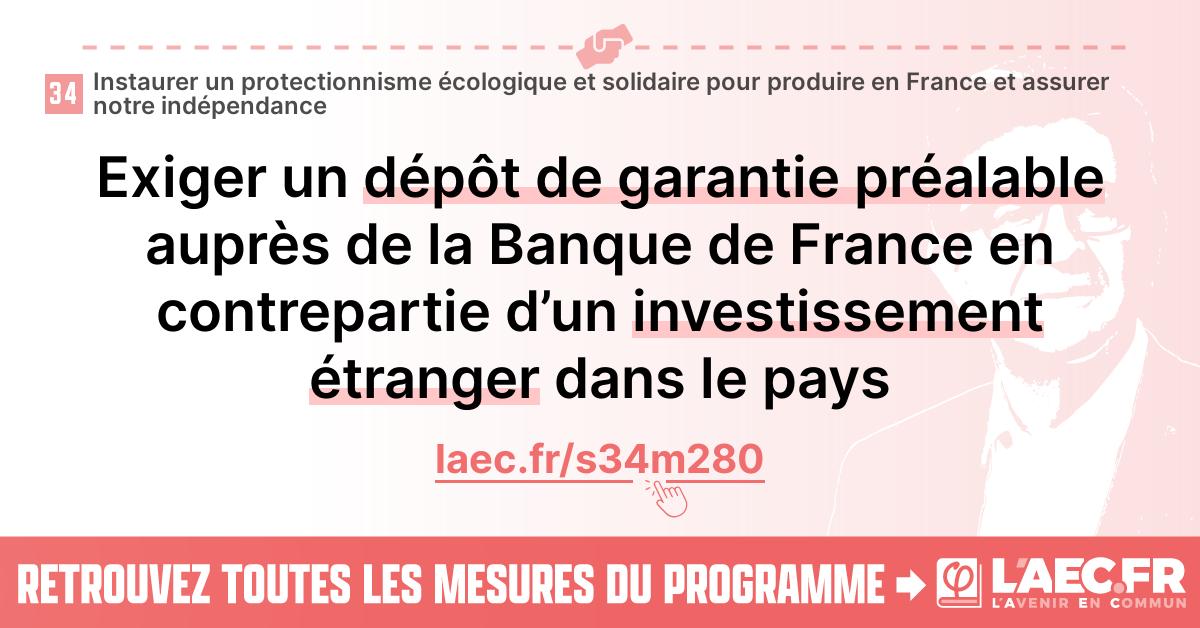 34
Instaurer un protectionnisme écologique et solidaire pour produire en France et assurer
notre indépendance
Exiger un dépôt de garantie préalable
auprès de la Banque de France en
contrepartie d’un investissement
étranger dans le pays
laec.fr/s34m280
RETROUVEZ TOUTES LES MESURES DU PROGRAMME
φ
L'AEC.FR
L'AVENIR EN COMMUN